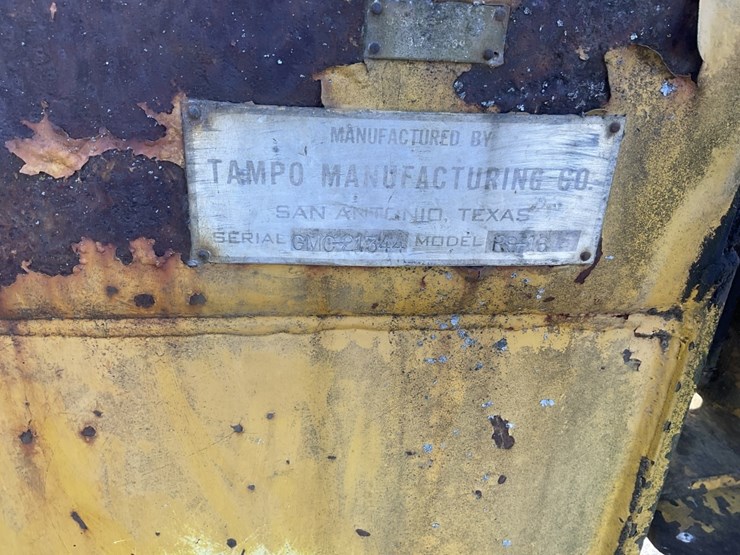 MANUFACTURED BY
TAMPO MANUFACTURING CO.
SAN ANTONIO, TEXAS
SERIAL MODEL